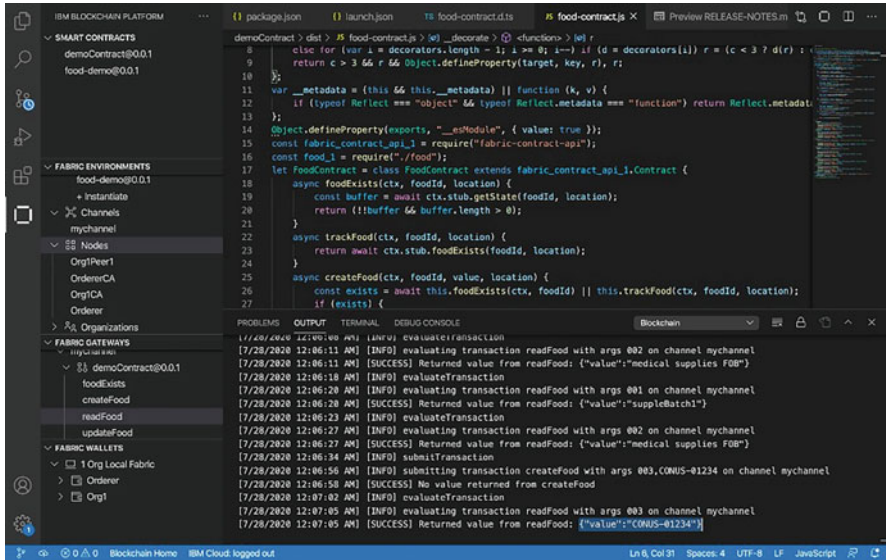 IBM BLOCKCHAIN PLATFORM ···
{} package.json {} launch.json TS food-contract.d.ts JS food-contract.js × Preview RELEASE-NOTES.m
SMART CONTRACTS
demoContract@0.0.1
food-demo@0.0.1
FABRIC ENVIRONMENTS
food-demo@0.0.1
+ Instantiate
Channels
mychannel
Nodes
Org1Peer1
OrdererCA
Org1CA
Orderer
Organizations
FABRIC GATEWAYS
mychannel
demoContract@0.0.1
foodExists
createFood
readFood
updateFood
FABRIC WALLETS
1 Org Local Fabric
Orderer
Org1
demoContract > dist > JS food-contract.js > __decorate > <function> > r
8 else for (var i = decorators.length - 1; i >= 0; i--) if (d = decorators[i]) r = (c < 3 ? d(r) :
9 return c > 3 && r && Object.defineProperty(target, key, r), r;
10 };
11 var __metadata = (this && this.__metadata) || function (k, v) {
12 if (typeof Reflect === "object" && typeof Reflect.metadata === "function") return Reflect.metadat
13 };
14 Object.defineProperty(exports, "__esModule", { value: true });
15 const fabric_contract_api_1 = require("fabric-contract-api");
16 const food_1 = require("./food");
17 let FoodContract = class FoodContract extends fabric_contract_api_1.Contract {
18 async foodExists(ctx, foodId, location) {
19 const buffer = await ctx.stub.getState(foodId, location);
20 return (!!buffer && buffer.length > 0);
21 }
22 async trackFood(ctx, foodId, location) {
23 return await ctx.stub.foodExists(foodId, location);
24 }
25 async createFood(ctx, foodId, value, location) {
26 const exists = await this.foodExists(ctx, foodId) || this.trackFood(ctx, foodId, location);
27 if (exists) {
PROBLEMS OUTPUT TERMINAL DEBUG CONSOLE Blockchain
[7/28/2020 12:06:08 AM] [INFO] evaluateTransaction
[7/28/2020 12:06:11 AM] [INFO] evaluating transaction readFood with args 002 on channel mychannel
[7/28/2020 12:06:11 AM] [SUCCESS] Returned value from readFood: {"value":"medical supplies FOB"}
[7/28/2020 12:06:18 AM] [INFO] evaluateTransaction
[7/28/2020 12:06:20 AM] [INFO] evaluating transaction readFood with args 001 on channel mychannel
[7/28/2020 12:06:20 AM] [SUCCESS] Returned value from readFood: {"value":"suppleBatch1"}
[7/28/2020 12:06:23 AM] [INFO] evaluateTransaction
[7/28/2020 12:06:27 AM] [INFO] evaluating transaction readFood with args 002 on channel mychannel
[7/28/2020 12:06:27 AM] [SUCCESS] Returned value from readFood: {"value":"medical supplies FOB"}
[7/28/2020 12:06:34 AM] [INFO] submitTransaction
[7/28/2020 12:06:56 AM] [INFO] submitting transaction createFood with args 003,CONUS-01234 on channel mychannel
[7/28/2020 12:06:58 AM] [SUCCESS] No value returned from createFood
[7/28/2020 12:07:02 AM] [INFO] evaluateTransaction
[7/28/2020 12:07:05 AM] [INFO] evaluating transaction readFood with args 003 on channel mychannel
[7/28/2020 12:07:05 AM] [SUCCESS] Returned value from readFood: {"value":"CONUS-01234"}
0 0 Blockchain Home IBM Cloud: logged out Ln 6, Col 31 Spaces: 4 UTF-8 LF JavaScript